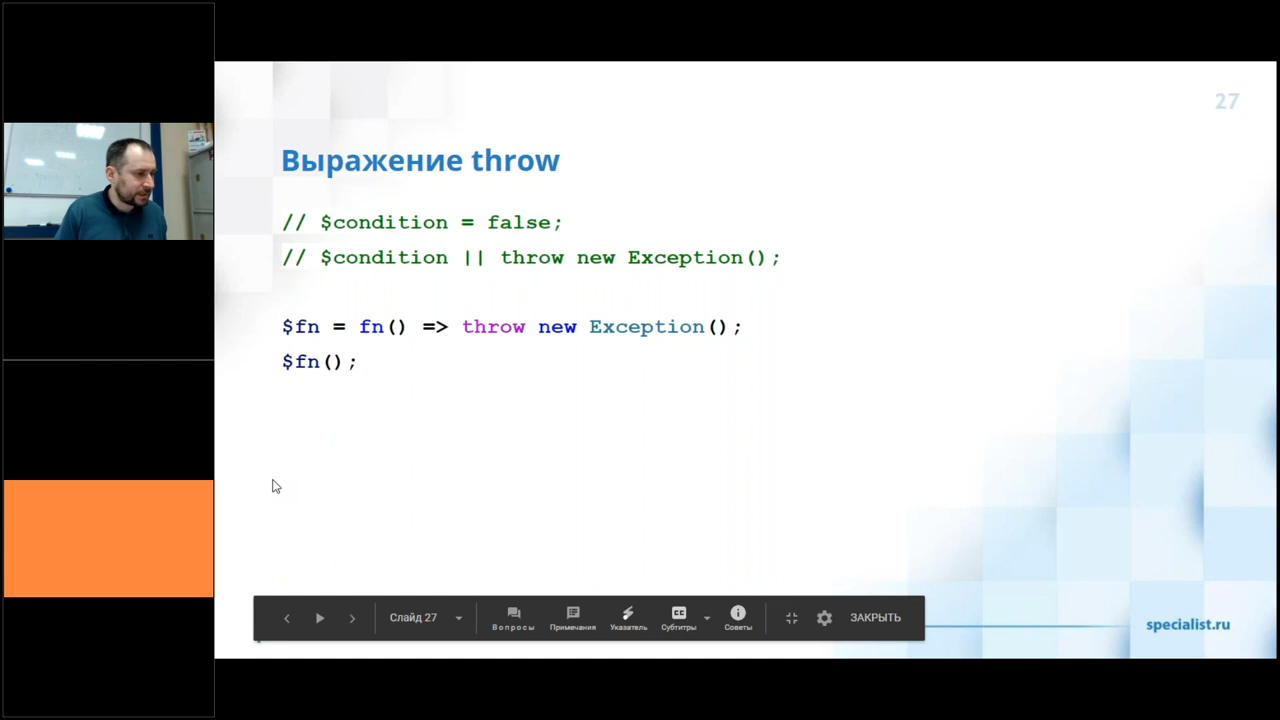 27
Выражение throw
// $condition = false;
// $condition || throw new Exception();
$fn = fn() => throw new Exception();
$fn();
Слайд 27
Вопросы
Примечания
Указатель
Субтитры
Советы
ЗАКРЫТЬ
specialist.ru